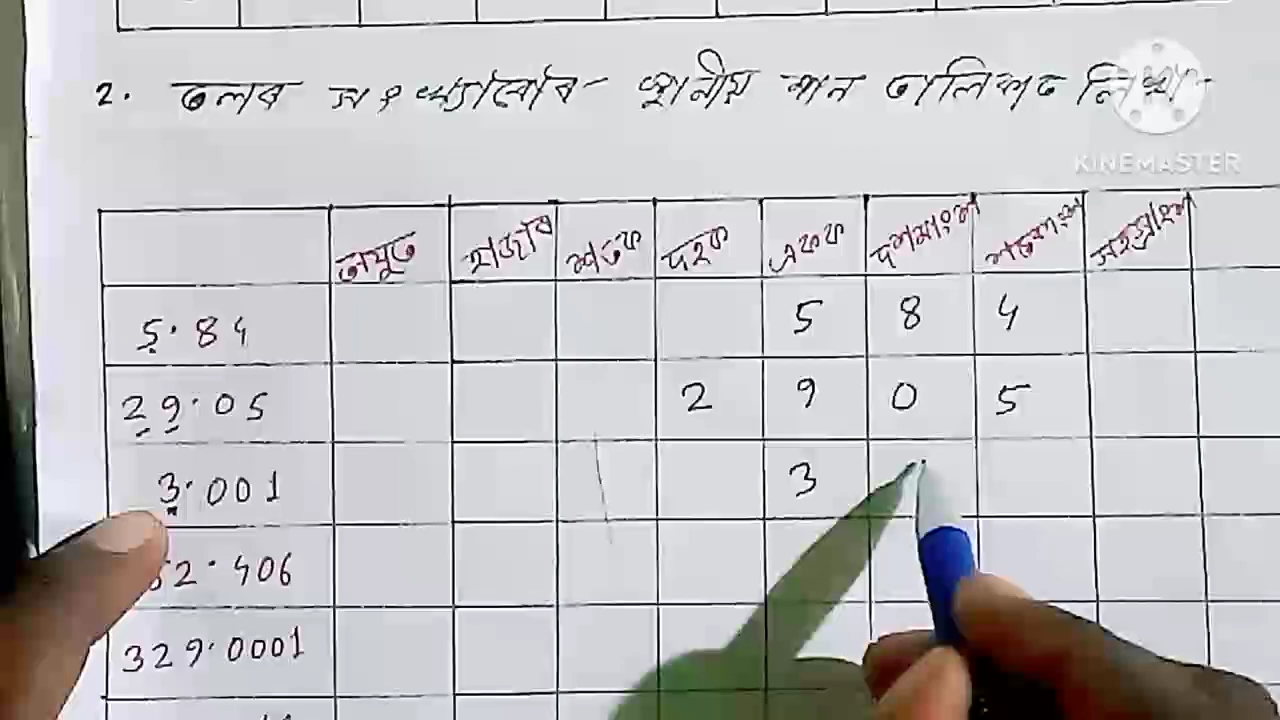 2. তলৰ সংখ্যাবোৰ স্থানীয় মান তালিকাত লিখা-
KINEMASTER
অযুত হাজাৰ শতক দহক একক দশমাংশ শতাংশ সহস্ৰাংশ
5.84 5 8 4
29.05 2 9 0 5
3.001 3
52.406
329.0001